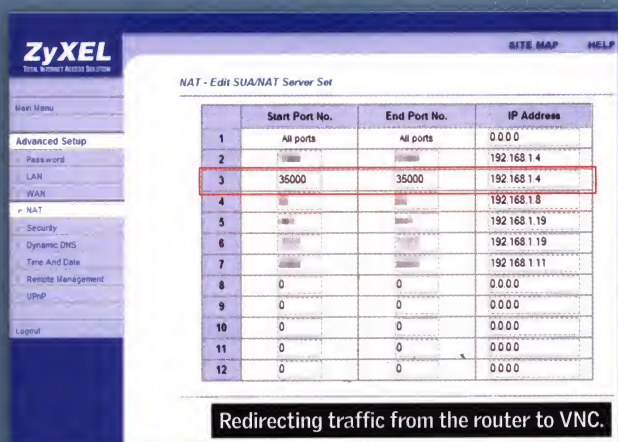 ZyXEL
TOTAL INTERNET ACCESS SOLUTION
SITE MAP HELP
Main Menu
Advanced Setup
Password
LAN
WAN
NAT
Security
Dynamic DNS
Time And Date
Remote Management
UPnP
Logout
NAT - Edit SUA/NAT Server Set
Start Port No. End Port No. IP Address
1 All ports All ports 0.0.0.0
2 192.168.1.4
3 35000 35000 192.168.1.4
4 192.168.1.8
5 192.168.1.19
6 192.168.1.19
7 192.168.1.11
8 0 0 0.0.0.0
9 0 0 0.0.0.0
10 0 0 0.0.0.0
11 0 0 0.0.0.0
12 0 0 0.0.0.0
Redirecting traffic from the router to VNC.